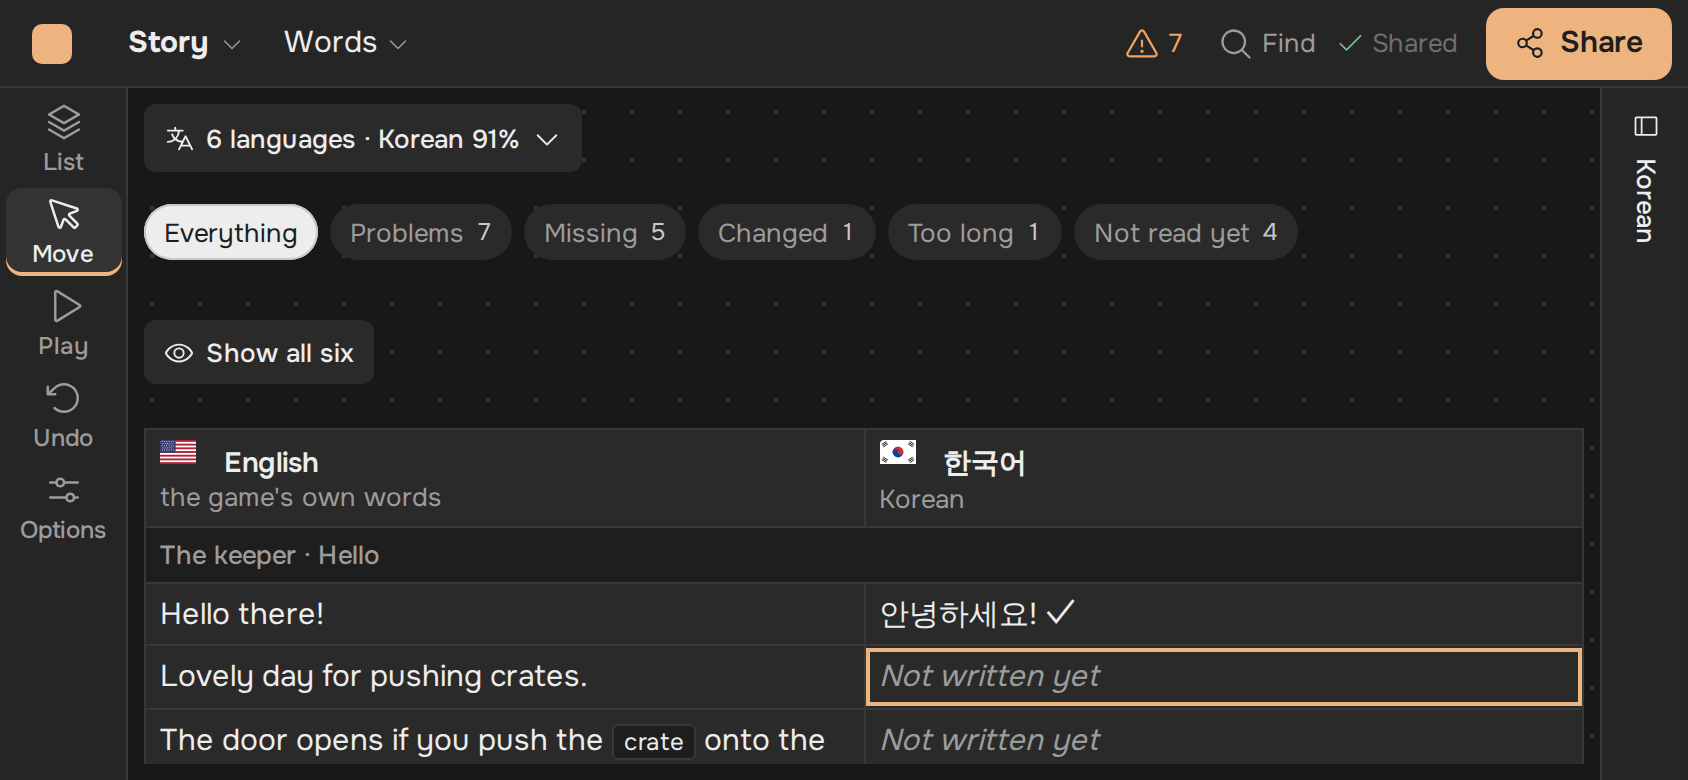 Story
Words
7
Find
Shared
Share
List
Move
Play
Undo
Options
6 languages · Korean 91%
Everything
Problems 7
Missing 5
Changed 1
Too long 1
Not read yet 4
Show all six
English
the game's own words
한국어
Korean
The keeper · Hello
Hello there!
안녕하세요!
Lovely day for pushing crates.
Not written yet
The door opens if you push the crate onto the
Not written yet
Korean